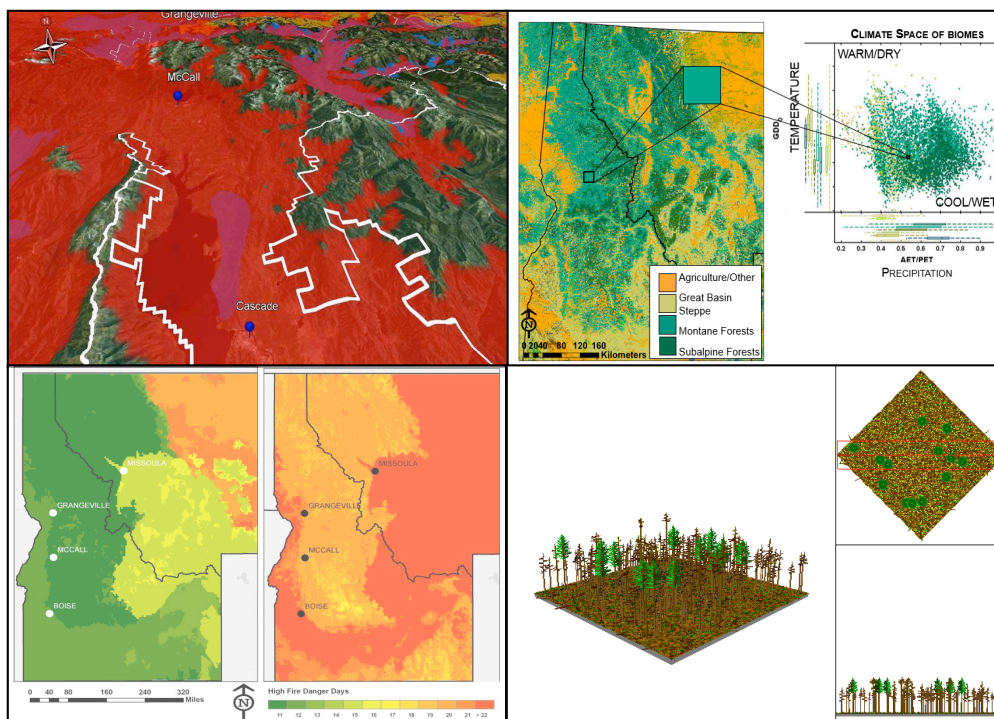 Grangeville
N
McCall
Cascade
CLIMATE SPACE OF BIOMES
WARM/DRY
GDD0
TEMPERATURE
COOL/WET
0.2 0.3 0.4 0.5 0.6 0.7 0.8 0.9
AET/PET
PRECIPITATION
Agriculture/Other
Great Basin
Steppe
Montane Forests
Subalpine Forests
N
0 20 40 80 120 160
Kilometers
MISSOULA
GRANGEVILLE
MCCALL
BOISE
MISSOULA
GRANGEVILLE
MCCALL
BOISE
0 40 80 160 240 320
Miles
N
High Fire Danger Days
11 12 13 14 15 16 17 18 19 20 21 > 22